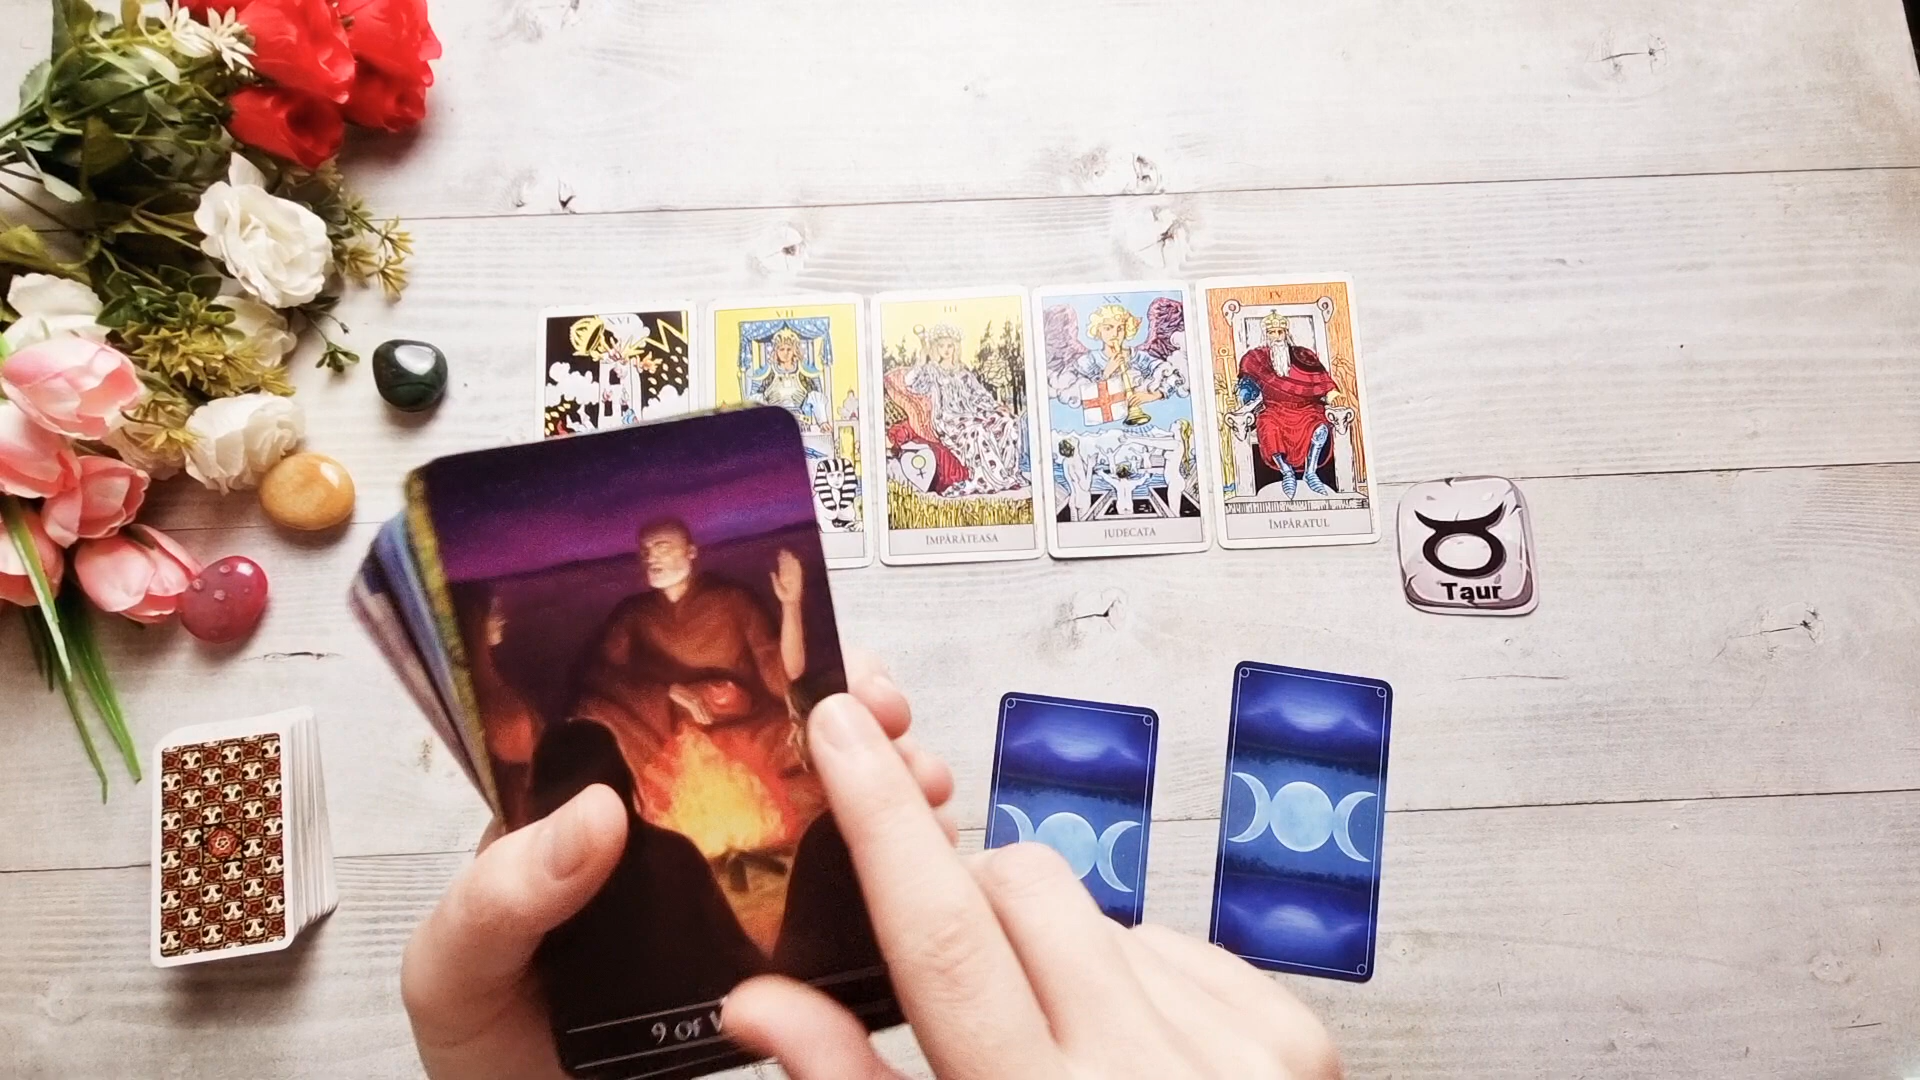 XVI
VII
III
XX
IV
ÎMPĂRĂTEASA
JUDECATA
ÎMPĂRATUL
Taur
9 OF